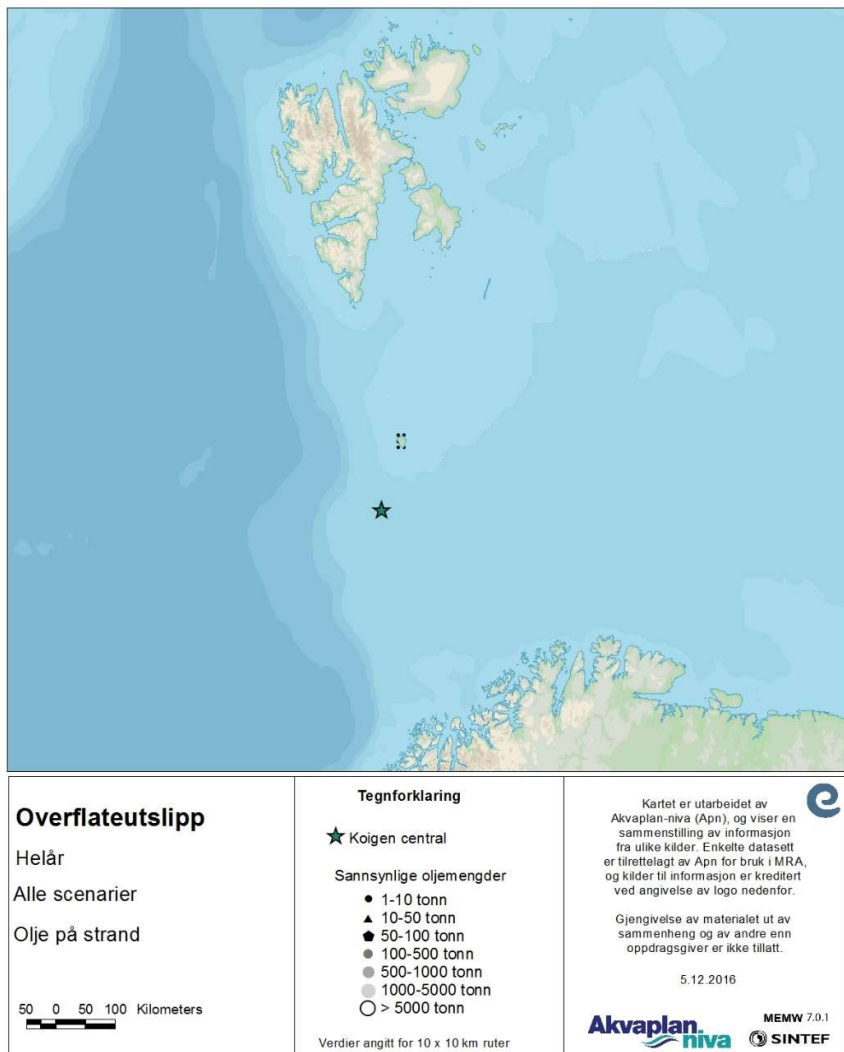 Overflateutslipp
Helår
Alle scenarier
Olje på strand
50 0 50 100 Kilometers
Tegnforklaring
Koigen central
Sannsynlige oljemengder
1-10 tonn
10-50 tonn
50-100 tonn
100-500 tonn
500-1000 tonn
1000-5000 tonn
> 5000 tonn
Verdier angitt for 10 x 10 km ruter
Kartet er utarbeidet av
Akvaplan-niva (Apn), og viser en
sammenstilling av informasjon
fra ulike kilder. Enkelte datasett
er tilrettelagt av Apn for bruk i MRA,
og kilder til informasjon er kreditert
ved angivelse av logo nedenfor.
Gjengivelse av materialet ut av
sammenheng og av andre enn
oppdragsgiver er ikke tillatt.
5.12.2016
Akvaplan
niva
MEMW 7.0.1
SINTEF